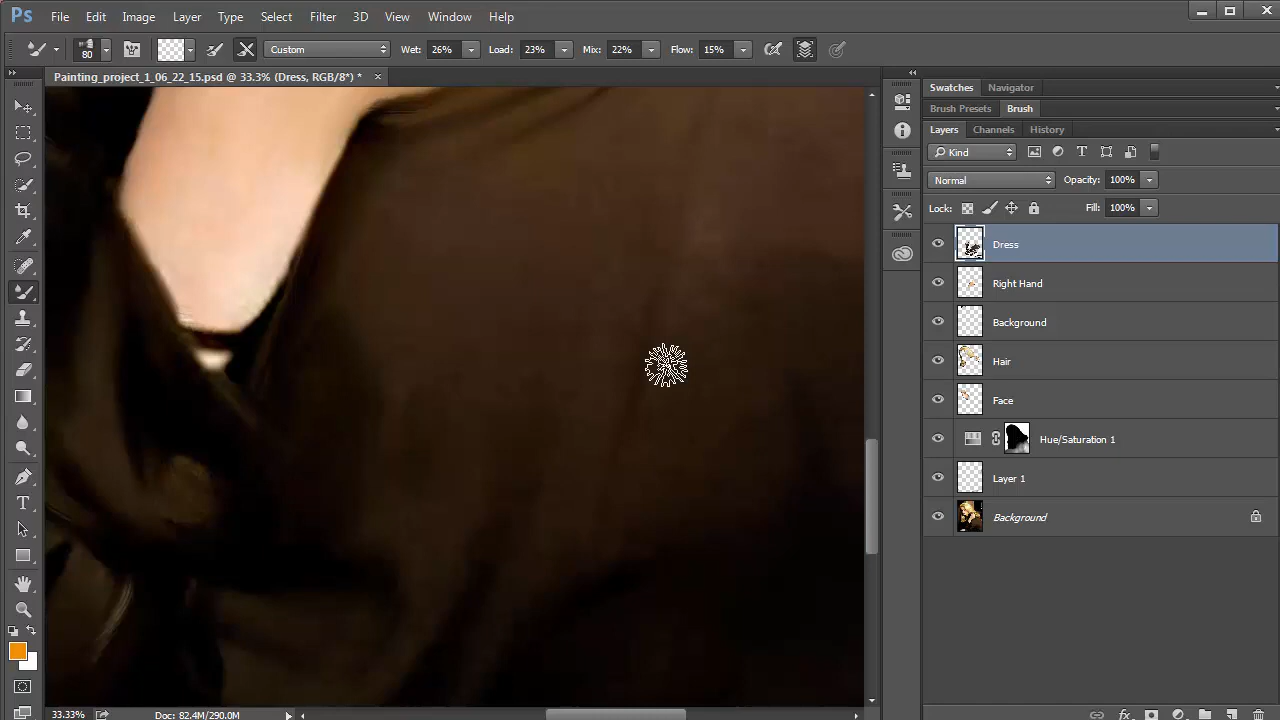 Ps File Edit Image Layer Type Select Filter 3D View Window Help
80 Custom Wet: 26% Load: 23% Mix: 22% Flow: 15%
Painting_project_1_06_22_15.psd @ 33.3% (Dress, RGB/8*) * ×
Swatches Navigator
Brush Presets Brush
Layers Channels History
Kind
Normal Opacity: 100%
Lock: Fill: 100%
Dress
Right Hand
Background
Hair
Face
Hue/Saturation 1
Layer 1
Background
33.33% Doc: 82.4M/290.0M
fx